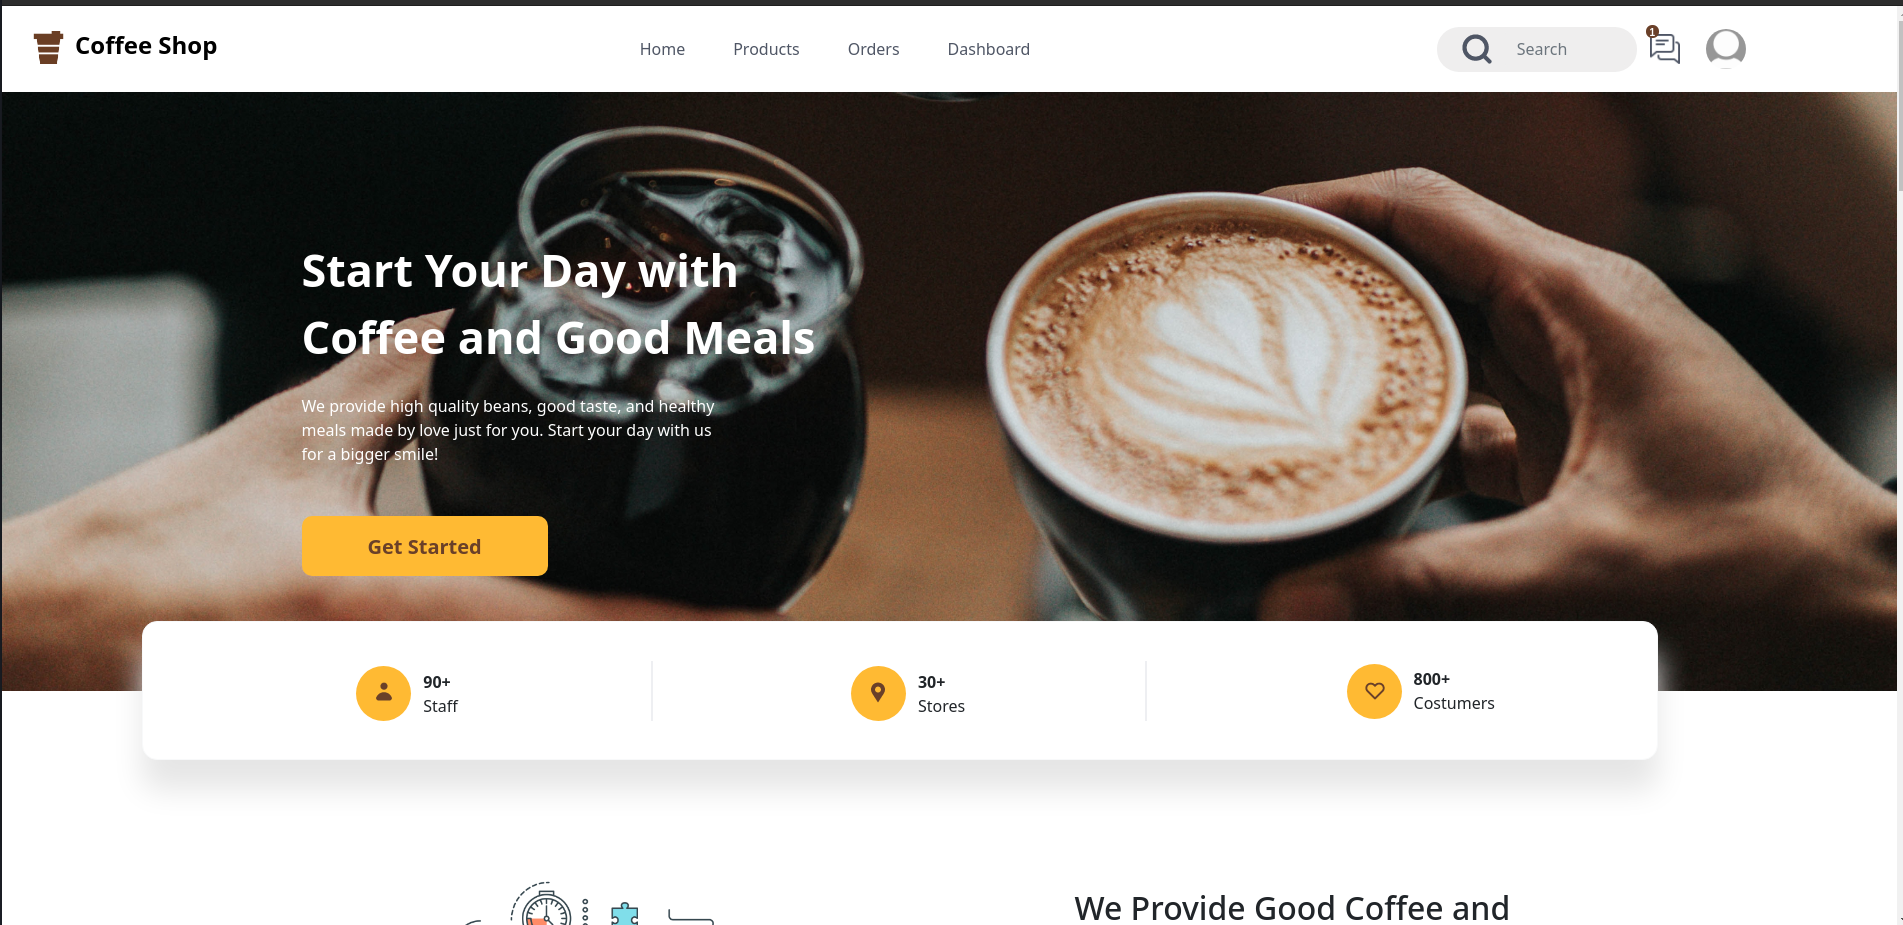 Coffee Shop
Home Products Orders Dashboard
Search
1
Start Your Day with
Coffee and Good Meals
We provide high quality beans, good taste, and healthy
meals made by love just for you. Start your day with us
for a bigger smile!
Get Started
90+
Staff
30+
Stores
800+
Costumers
We Provide Good Coffee and